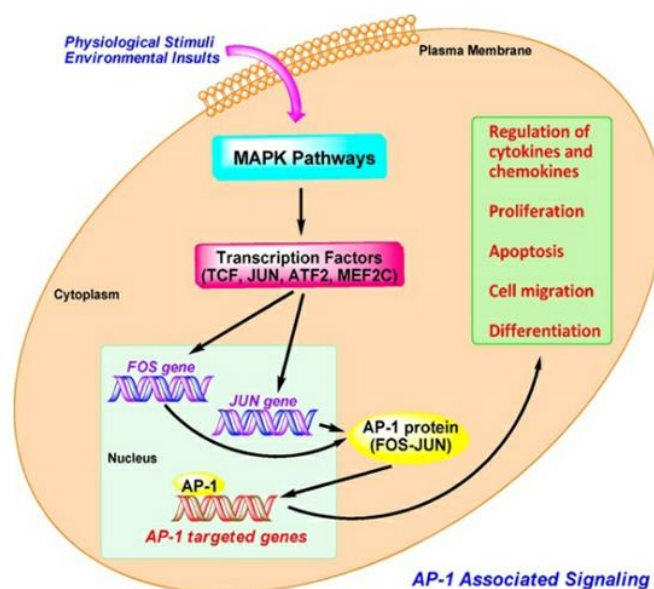 Physiological Stimuli
Environmental Insults
Plasma Membrane
MAPK Pathways
Transcription Factors
(TCF, JUN, ATF2, MEF2C)
Cytoplasm
Regulation of
cytokines and
chemokines
Proliferation
Apoptosis
Cell migration
Differentiation
FOS gene
JUN gene
AP-1 protein
(FOS-JUN)
Nucleus
AP-1
AP-1 targeted genes
AP-1 Associated Signaling